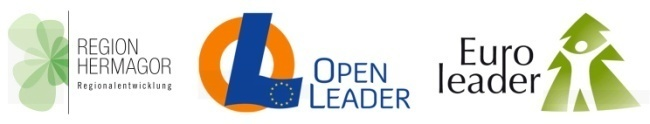 REGION
HERMAGOR
Regionalentwicklung
OPEN
LEADER
Euro
leader